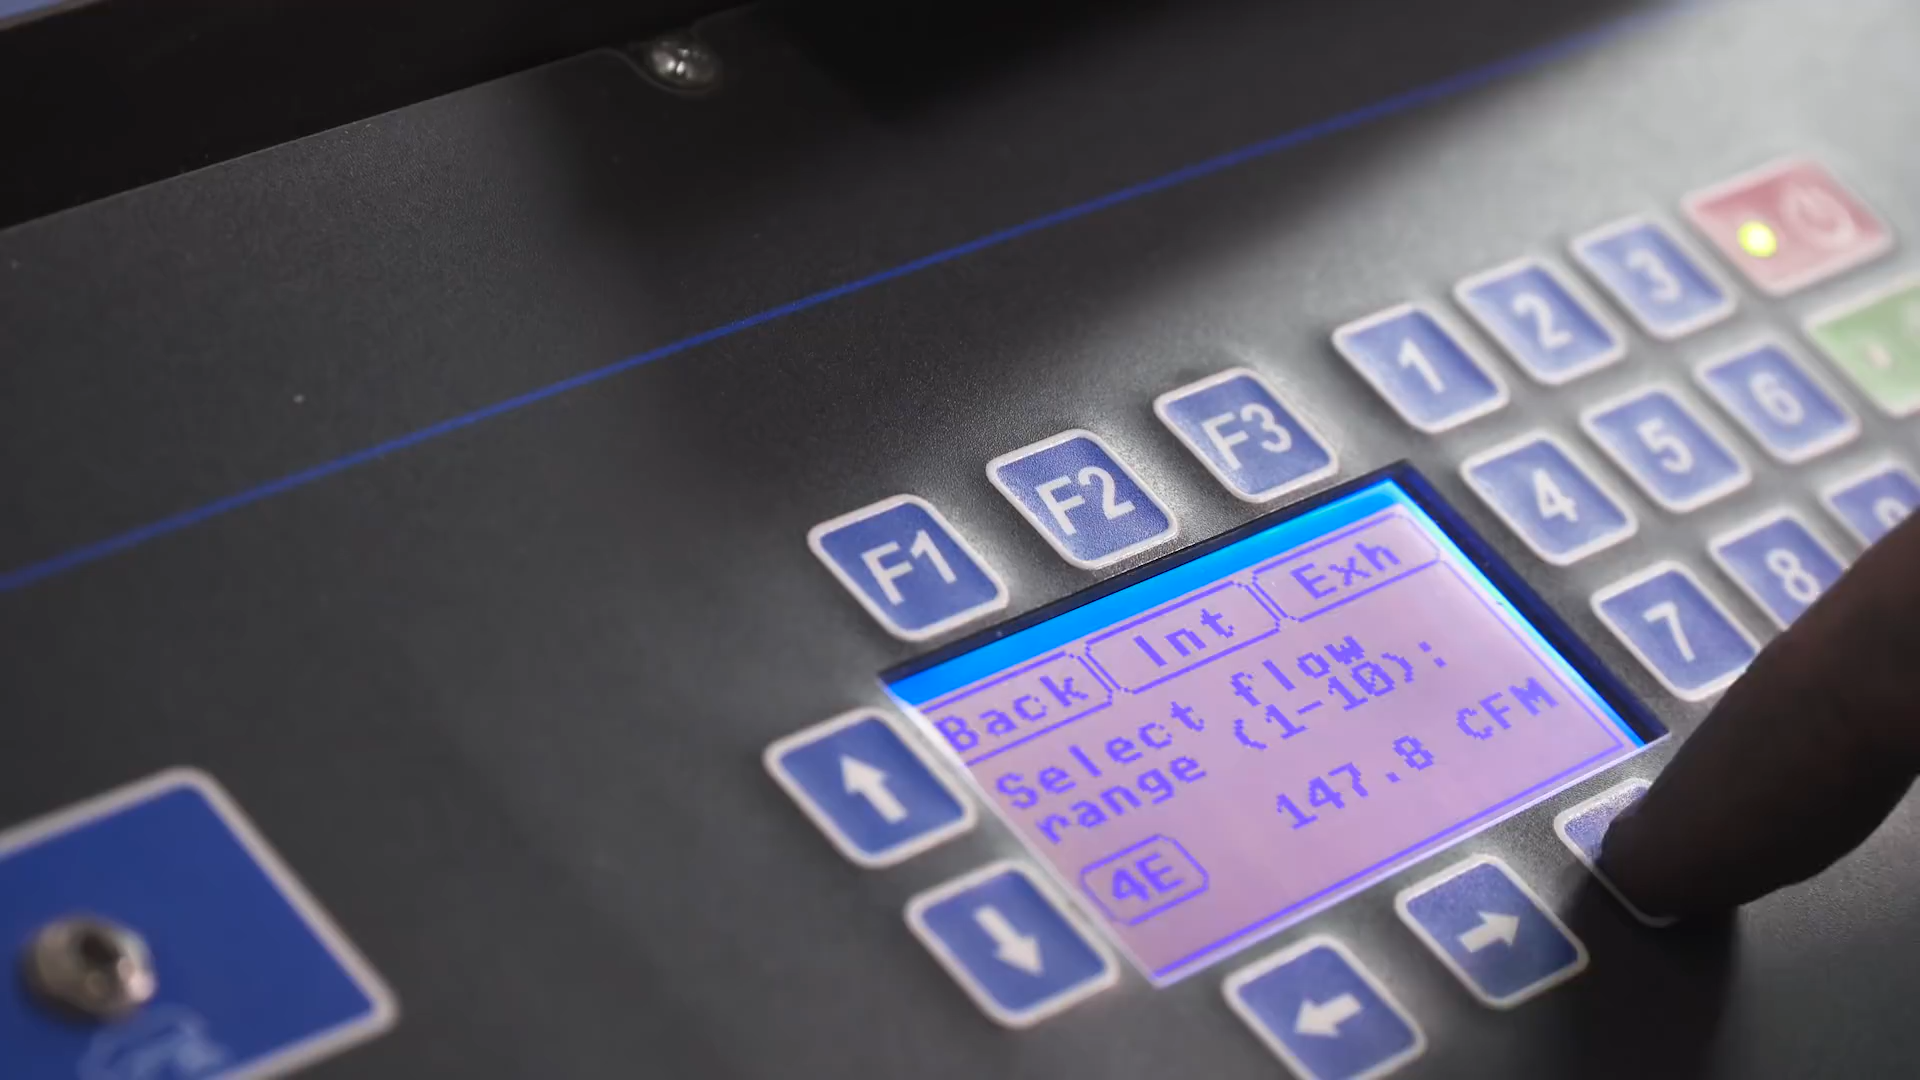 1 2 3
F1 F2 F3
4 5 6
7 8
Back Int Exh
Select flow
range (1-10):
4E 147.8 CFM